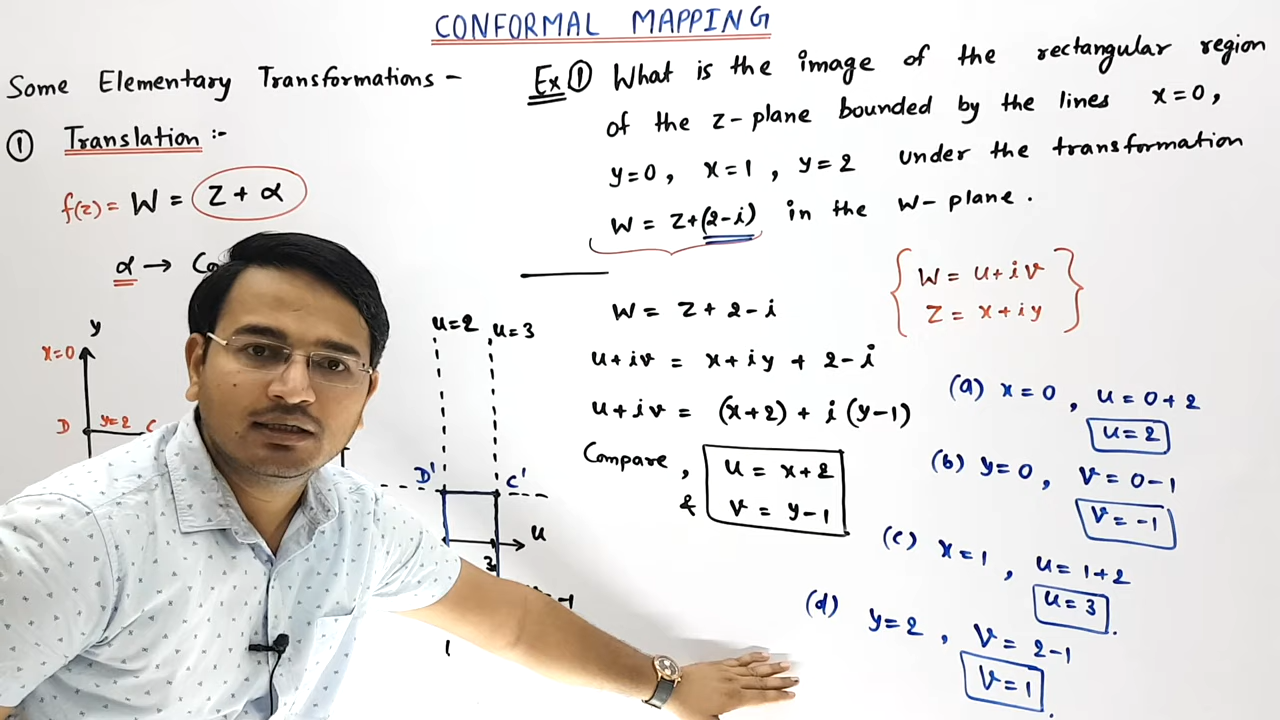 CONFORMAL MAPPING
Some Elementary Transformations -
① Translation :-
f(z) = W = Z + α
α →
y
x=0
D y=2 C
u=2 u=3
D' C'
u
3
-1
Ex ① What is the image of the rectangular region
of the z-plane bounded by the lines x=0,
y=0, x=1, y=2 under the transformation
W = Z+(2-i) in the W-plane.
W = Z + 2 - i
u+iv = x+iy + 2-i
u+iv = (x+2) + i (y-1)
Compare, u = x+2
& v = y-1
W = u+iv
Z = x+iy
(a) x=0, u=0+2
u=2
(b) y=0, v=0-1
v=-1
(c) x=1, u=1+2
u=3.
(d) y=2, v=2-1
v=1.